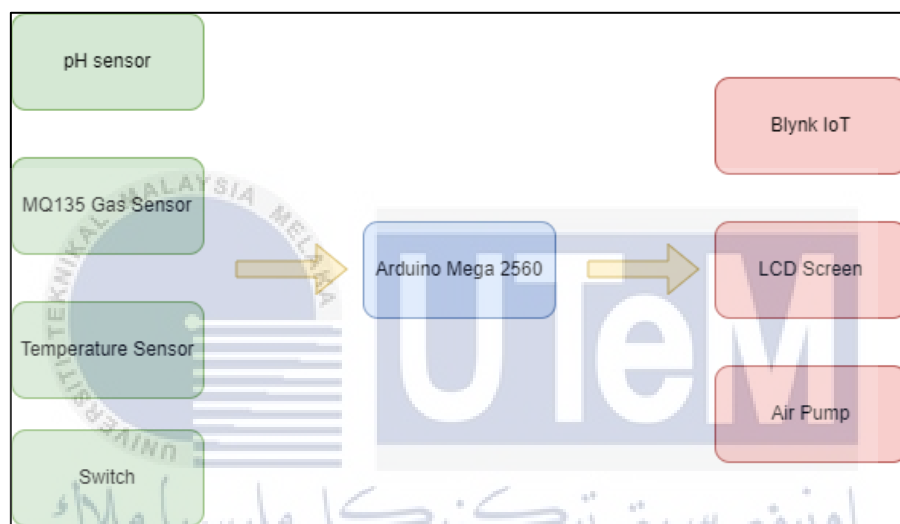 pH sensor
MQ135 Gas Sensor
Temperature Sensor
Switch
Arduino Mega 2560
Blynk IoT
LCD Screen
Air Pump
UNIVERSITI TEKNIKAL MALAYSIA MELAKA
UTeM